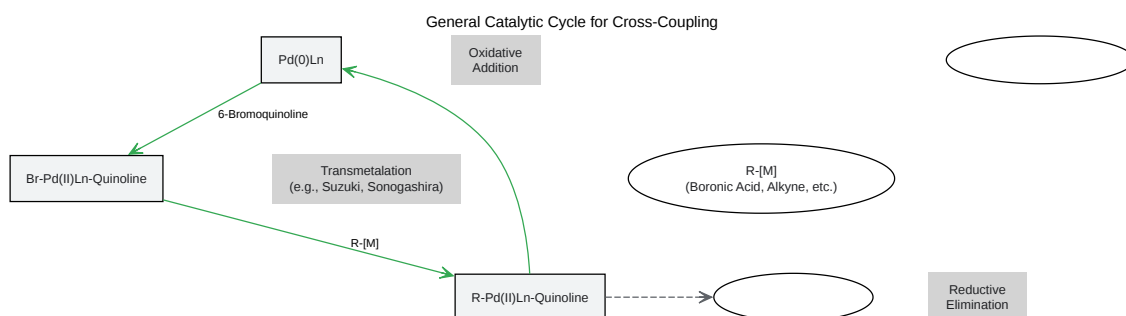 General Catalytic Cycle for Cross-Coupling
Pd(0)Ln
Oxidative
Addition
6-Bromoquinoline
Br-Pd(II)Ln-Quinoline
Transmetalation
(e.g., Suzuki, Sonogashira)
R-[M]
(Boronic Acid, Alkyne, etc.)
R-[M]
R-Pd(II)Ln-Quinoline
Reductive
Elimination